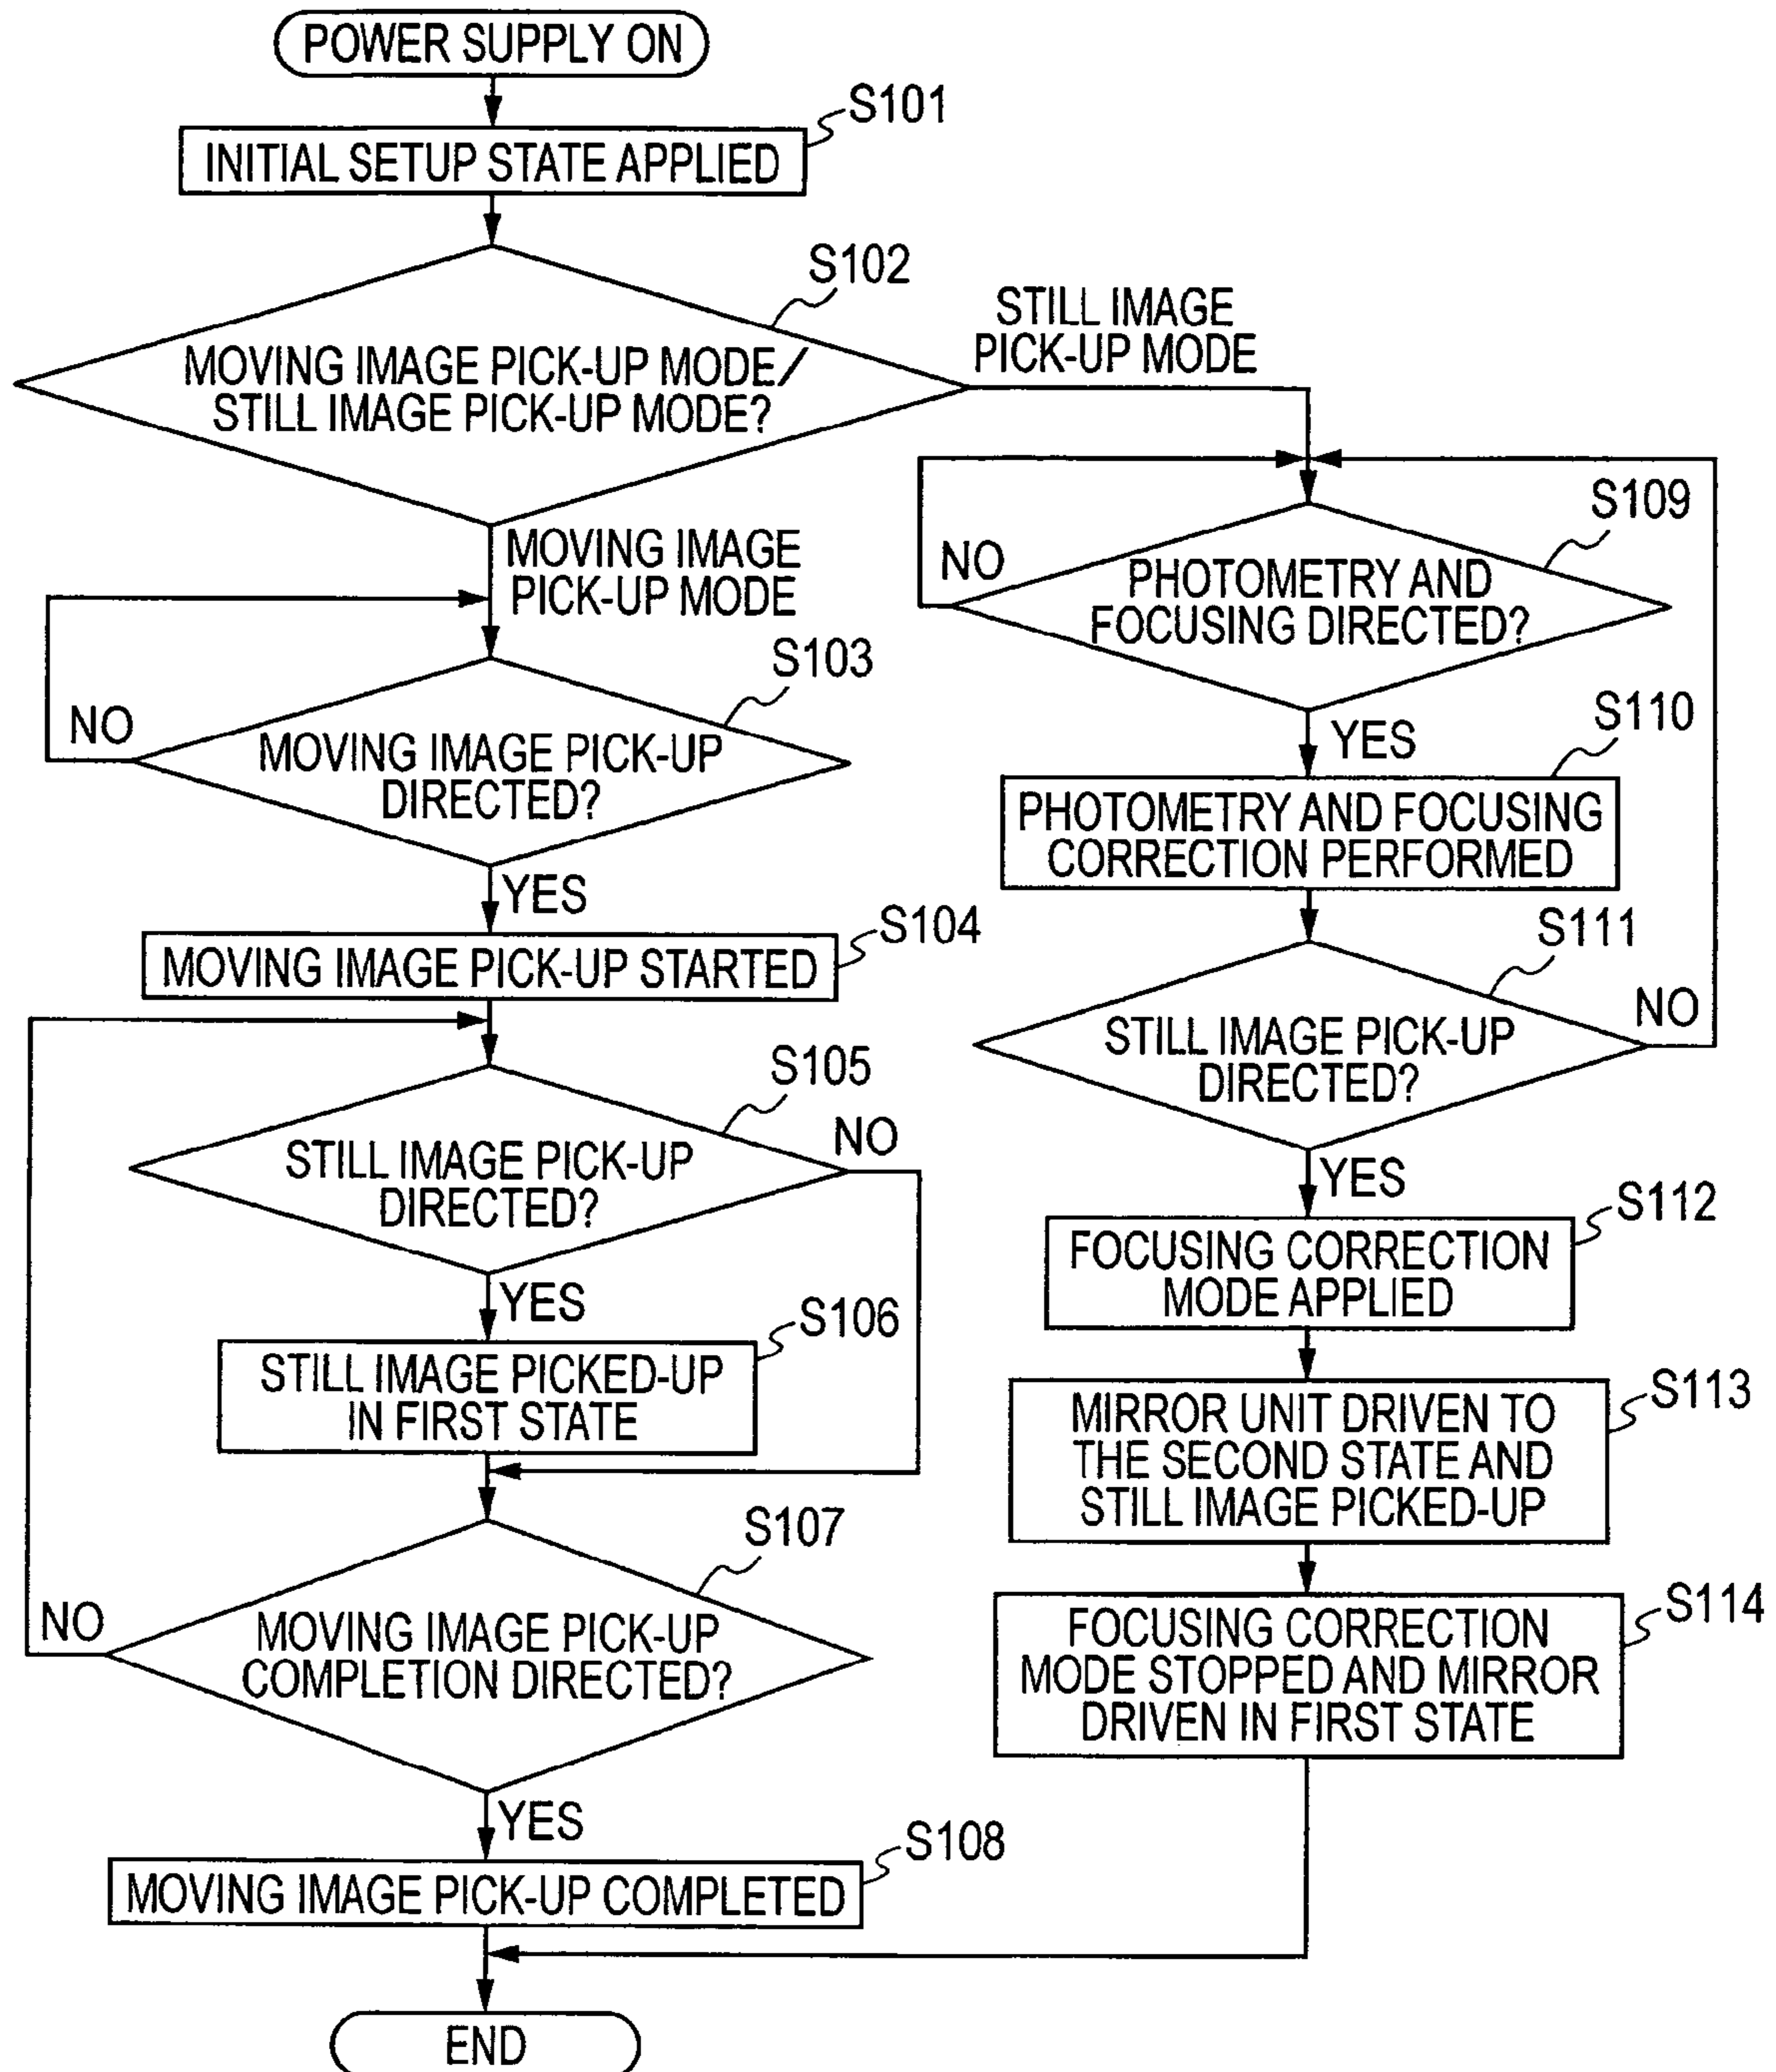 POWER SUPPLY ON
S101
INITIAL SETUP STATE APPLIED
S102
MOVING IMAGE PICK-UP MODE/
STILL IMAGE PICK-UP MODE?
STILL IMAGE
PICK-UP MODE
MOVING IMAGE
PICK-UP MODE
S103
NO
MOVING IMAGE PICK-UP
DIRECTED?
YES
S104
MOVING IMAGE PICK-UP STARTED
S105
NO
STILL IMAGE PICK-UP
DIRECTED?
YES
S106
STILL IMAGE PICKED-UP
IN FIRST STATE
S107
NO
MOVING IMAGE PICK-UP
COMPLETION DIRECTED?
YES
S108
MOVING IMAGE PICK-UP COMPLETED
S109
NO
PHOTOMETRY AND
FOCUSING DIRECTED?
YES
S110
PHOTOMETRY AND FOCUSING
CORRECTION PERFORMED
S111
NO
STILL IMAGE PICK-UP
DIRECTED?
YES
S112
FOCUSING CORRECTION
MODE APPLIED
S113
MIRROR UNIT DRIVEN TO
THE SECOND STATE AND
STILL IMAGE PICKED-UP
S114
FOCUSING CORRECTION
MODE STOPPED AND MIRROR
DRIVEN IN FIRST STATE
END